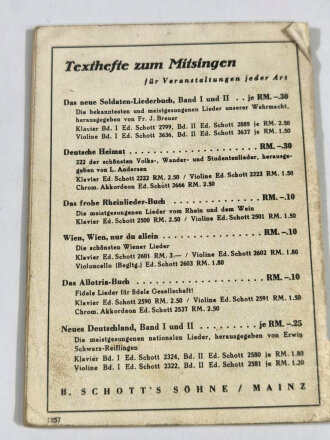 Texthefte zum Mitsingen
für Veranstaltungen jeder Art
Das neue Soldaten-Liederbuch, Band I und II . . je RM. –.30
Die bekanntesten und meistgesungenen Lieder unserer Wehrmacht,
herausgegeben von Fr. J. Breuer
Klavier Bd. I Ed. Schott 2799, Bd. II Ed. Schott 2888 je RM. 2.50
Violine Bd. I Ed. Schott 3636, Bd. II Ed. Schott 3637 je RM. 1.50
Deutsche Heimat . . . . . . . . . . . . . . . RM. –.30
222 der schönsten Volks-, Wander- und Studentenlieder, herausge-
geben von L. Andersen
Klavier Ed. Schott 2222 RM. 2.50 / Violine Ed. Schott 2223 RM. 1.50
Chrom. Akkordeon Ed. Schott 2666 RM. 2.50
Das frohe Rheinlieder-Buch . . . . . . . . . . RM. –.10
Die meistgesungenen Lieder vom Rhein und dem Wein
Klavier Ed. Schott 2500 RM. 2.50 / Violine Ed. Schott 2501 RM. 1.50
Wien, Wien, nur du allein . . . . . . . . . . RM. –.10
Die schönsten Wiener Lieder
Klavier Ed. Schott 2601 RM. 3.— / Violine Ed. Schott 2602 RM. 1.80
Violoncello (Begltg.) Ed. Schott 2603 RM. 1.80
Das Allotria-Buch . . . . . . . . . . . . . . RM. –.10
Fidele Lieder für fidele Gesellschaft!
Klavier Ed. Schott 2590 RM. 2.50 / Violine Ed. Schott 2591 RM. 1.50
Chrom. Akkordeon Ed. Schott 2537 RM. 2.50
Neues Deutschland, Band I und II . . . . . je RM. –.25
Die meistgesungenen nationalen Lieder, herausgegeben von Erwin
Schwarz-Reiflingen
Klavier Bd. I Ed. Schott 2324, Bd. II Ed. Schott 2580 je RM. 1.80
Violine Bd. I Ed. Schott 2322, Bd. II Ed. Schott 2581 je RM. 1.20
B. SCHOTT'S SÖHNE / MAINZ
1257